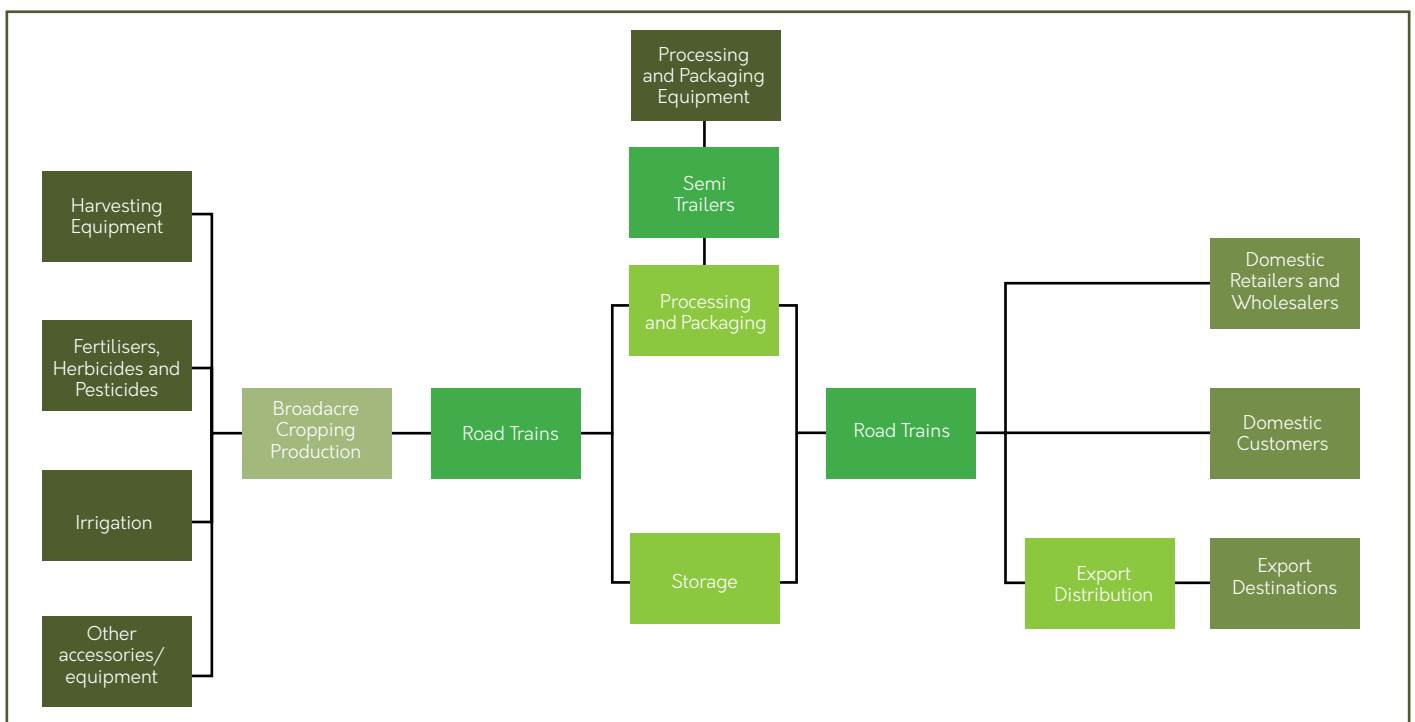 Processing
and Packaging
Equipment
Semi
Trailers
Harvesting
Equipment
Fertilisers,
Herbicides and
Pesticides
Irrigation
Other
accessories/
equipment
Broadacre
Cropping
Production
Road Trains
Processing
and Packaging
Storage
Road Trains
Domestic
Retailers and
Wholesalers
Domestic
Customers
Export
Distribution
Export
Destinations